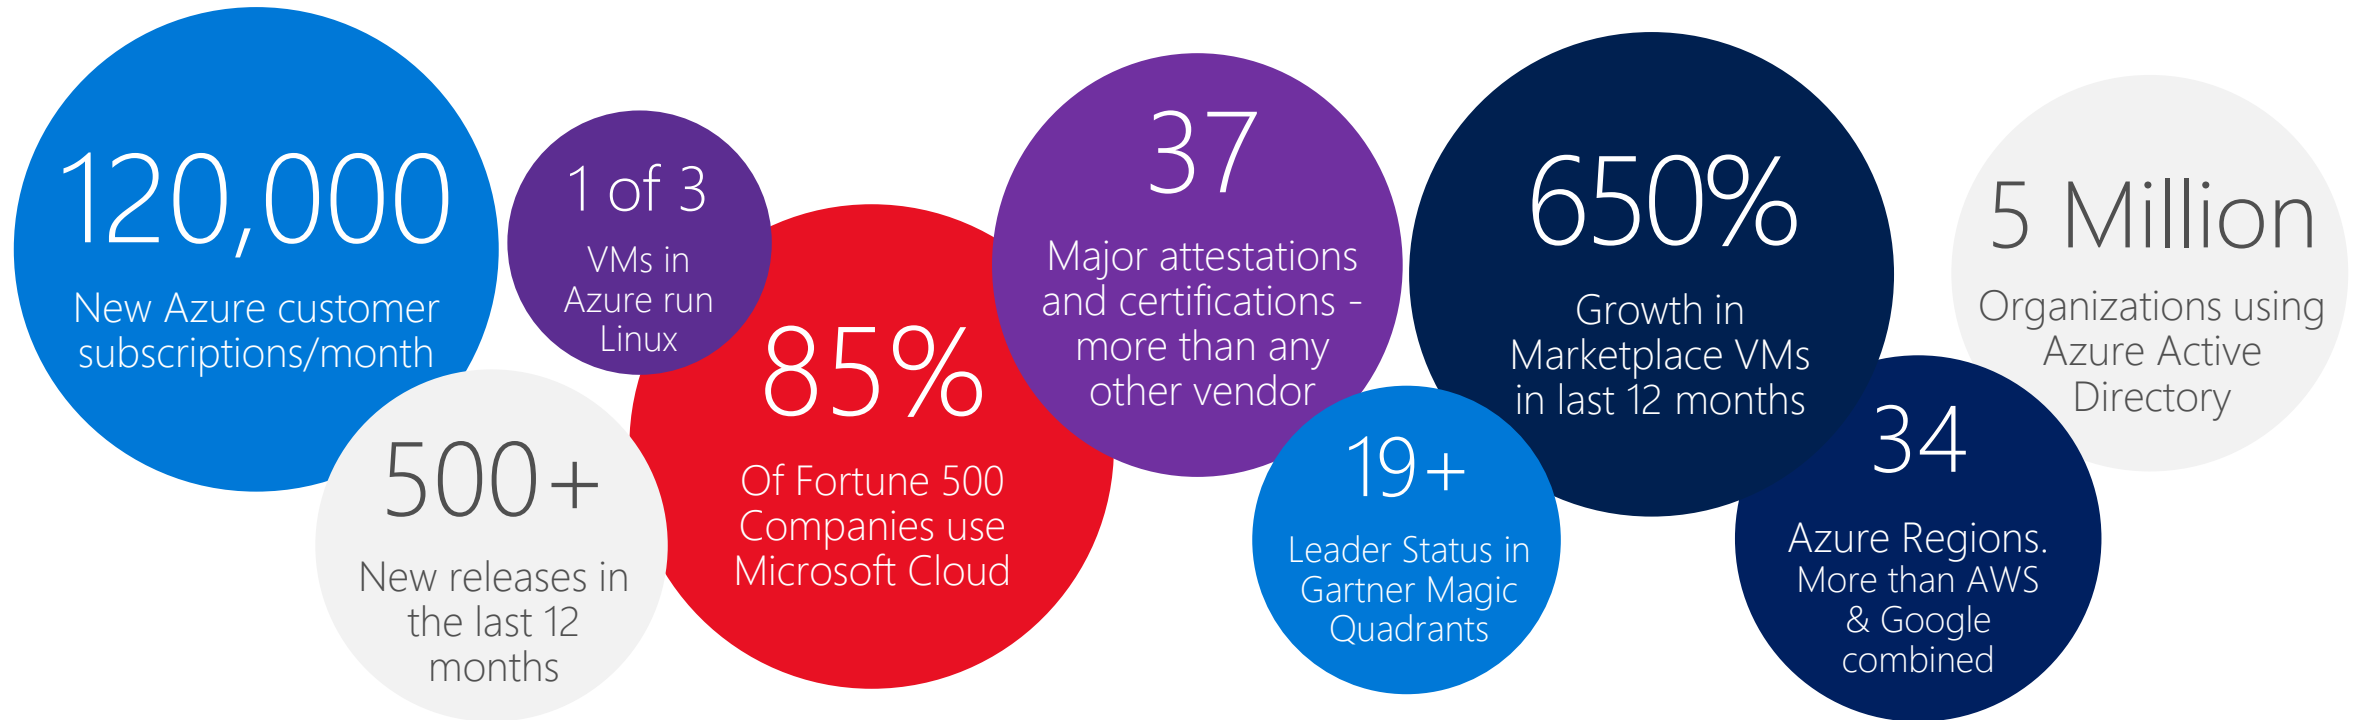 120,000
New Azure customer
subscriptions/month
500+
New releases in
the last 12
months
1 of 3
VMs in
Azure run
Linux
85%
Of Fortune 500
Companies use
Microsoft Cloud
37
Major attestations
and certifications -
more than any
other vendor
19+
Leader Status in
Gartner Magic
Quadrants
650%
Growth in
Marketplace VMs
in last 12 months
34
Azure Regions.
More than AWS
& Google
combined
5 Million
Organizations using
Azure Active
Directory